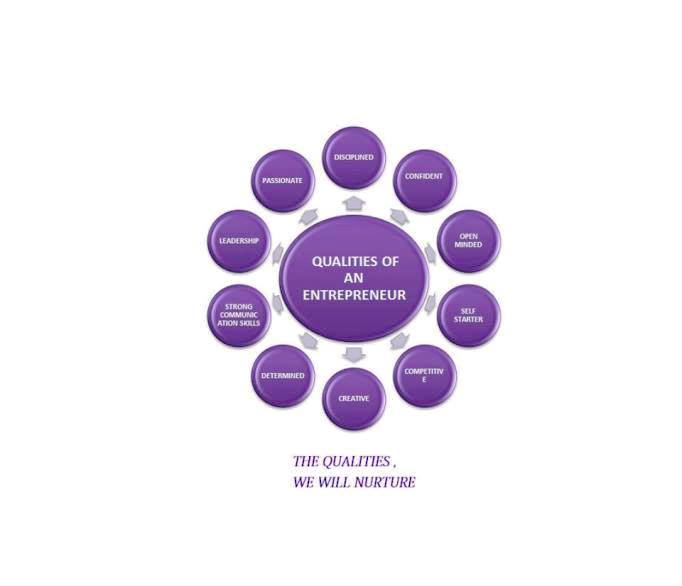 QUALITIES OF
AN
ENTREPRENEUR
DISCIPLINED
CONFIDENT
OPEN
MINDED
SELF
STARTER
COMPETITIV
E
CREATIVE
DETERMINED
STRONG
COMMUNIC
ATION SKILLS
LEADERSHIP
PASSIONATE
THE QUALITIES ,
WE WILL NURTURE